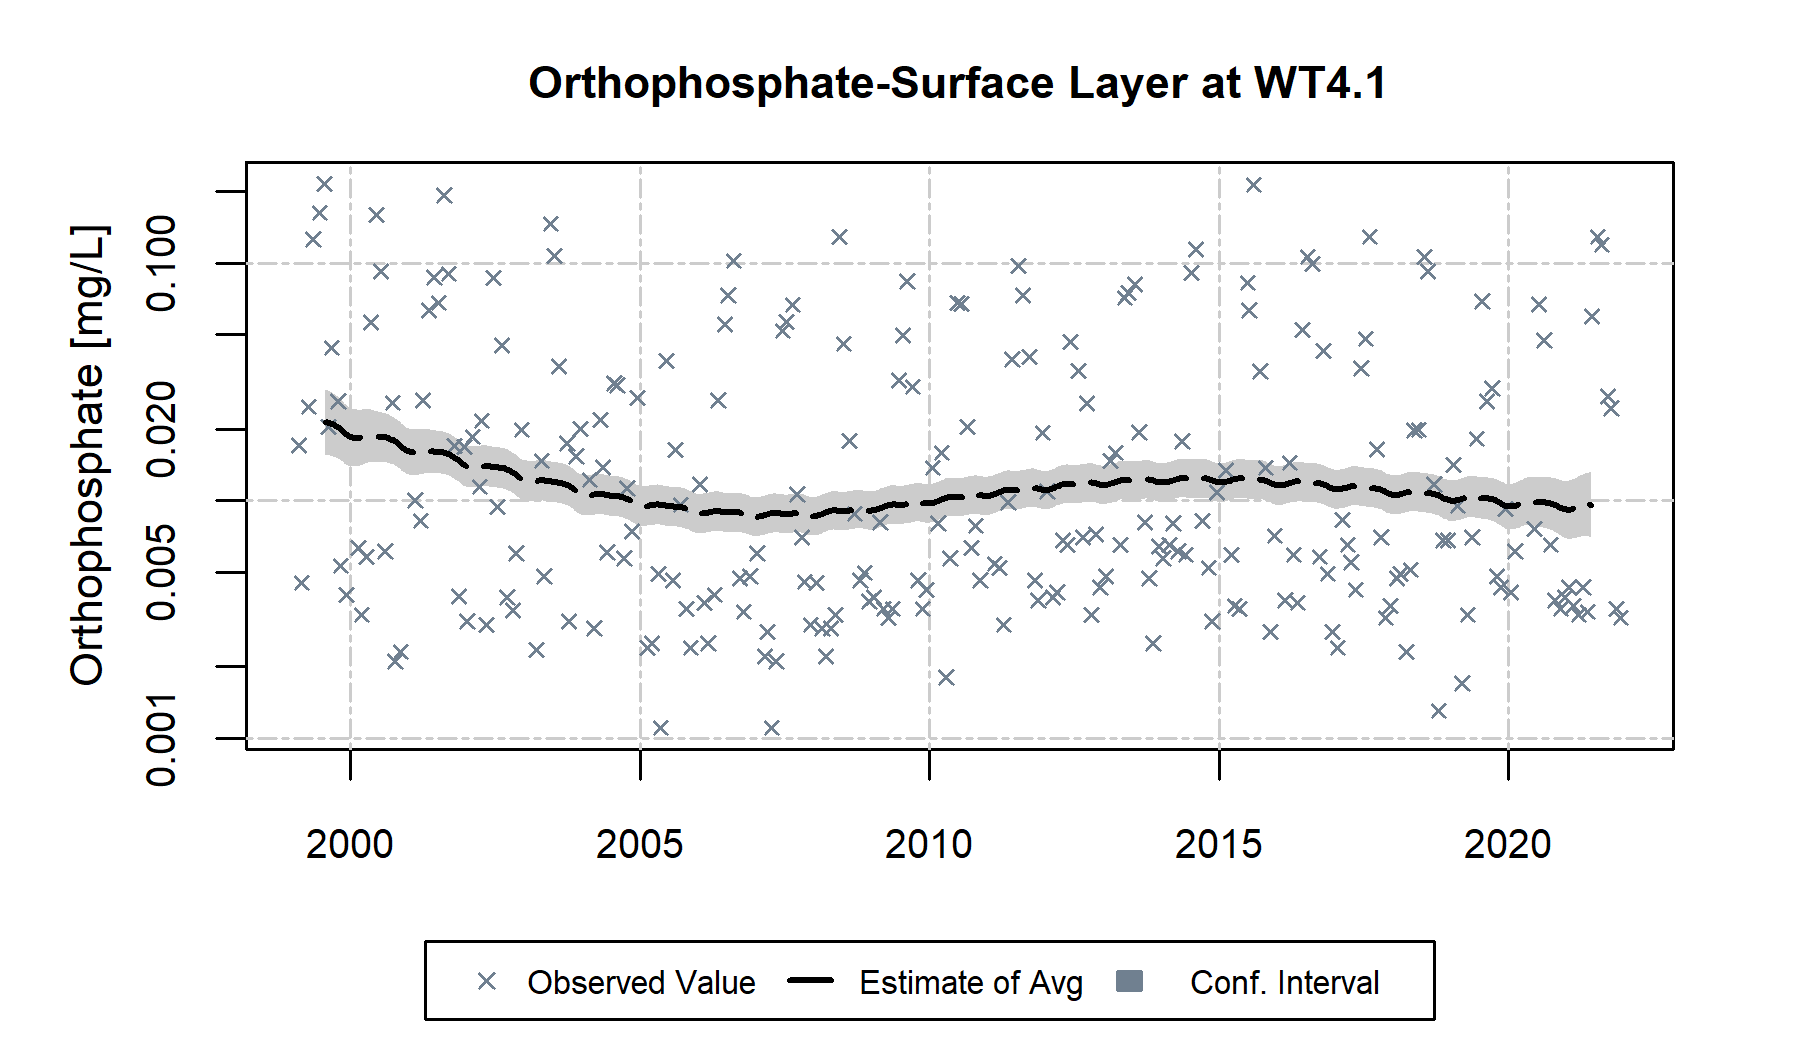 Orthophosphate-Surface Layer at WT4.1
Orthophosphate [mg/L]
0.100
0.020
0.005
0.001
2000 2005 2010 2015 2020
Observed Value Estimate of Avg Conf. Interval